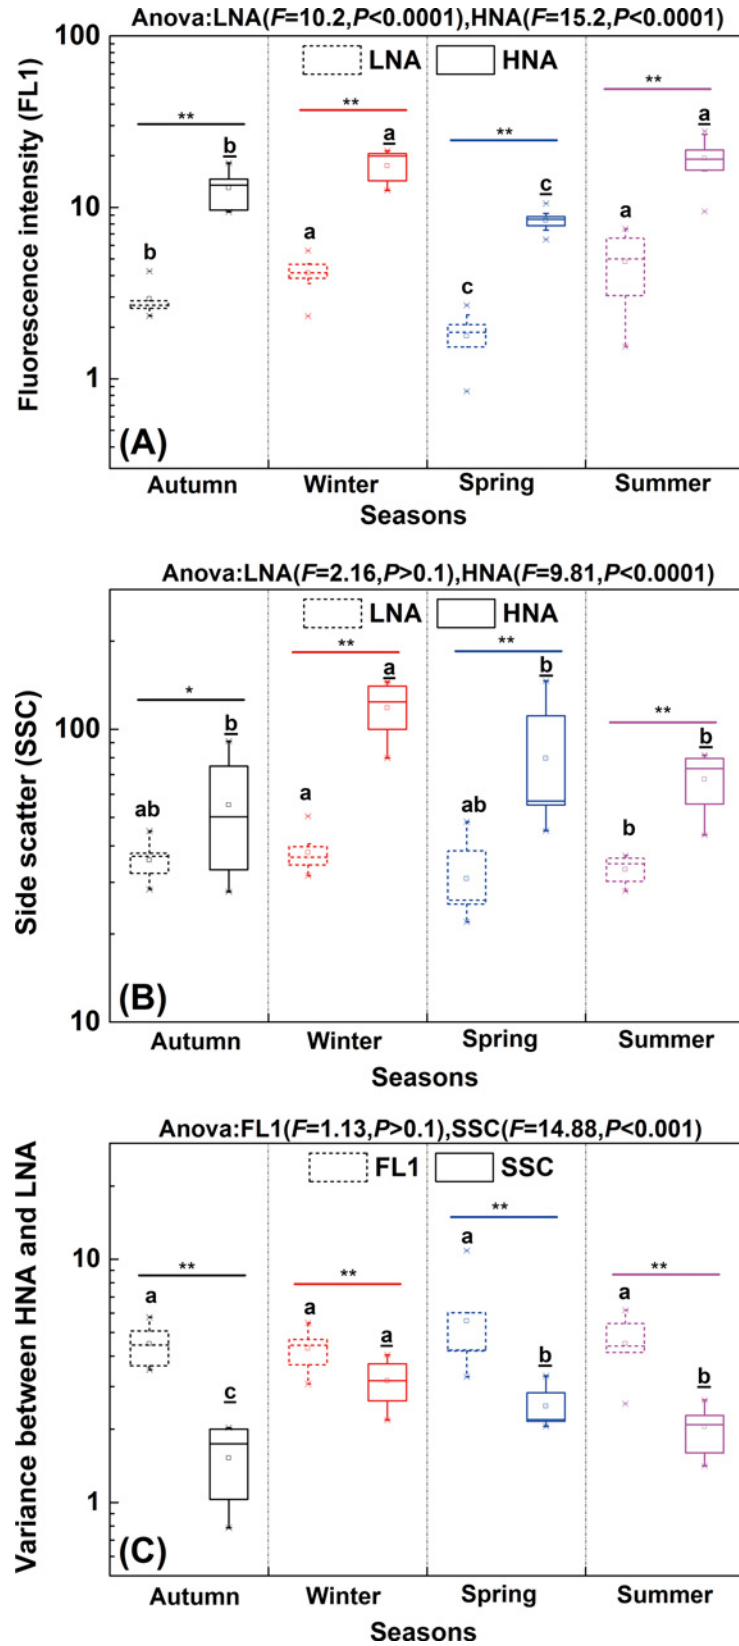 Anova:LNA(F=10.2,P<0.0001),HNA(F=15.2,P<0.0001)
LNA HNA
Fluorescence intensity (FL1)
100
10
1
** ** ** **
b b a a c c a a
(A)
Autumn Winter Spring Summer
Seasons
Anova:LNA(F=2.16,P>0.1),HNA(F=9.81,P<0.0001)
LNA HNA
Side scatter (SSC)
100
10
* ** ** **
ab b a a ab b b b
(B)
Autumn Winter Spring Summer
Seasons
Anova:FL1(F=1.13,P>0.1),SSC(F=14.88,P<0.001)
FL1 SSC
Variance between HNA and LNA
10
1
** ** ** **
a c a a a b a b
(C)
Autumn Winter Spring Summer
Seasons